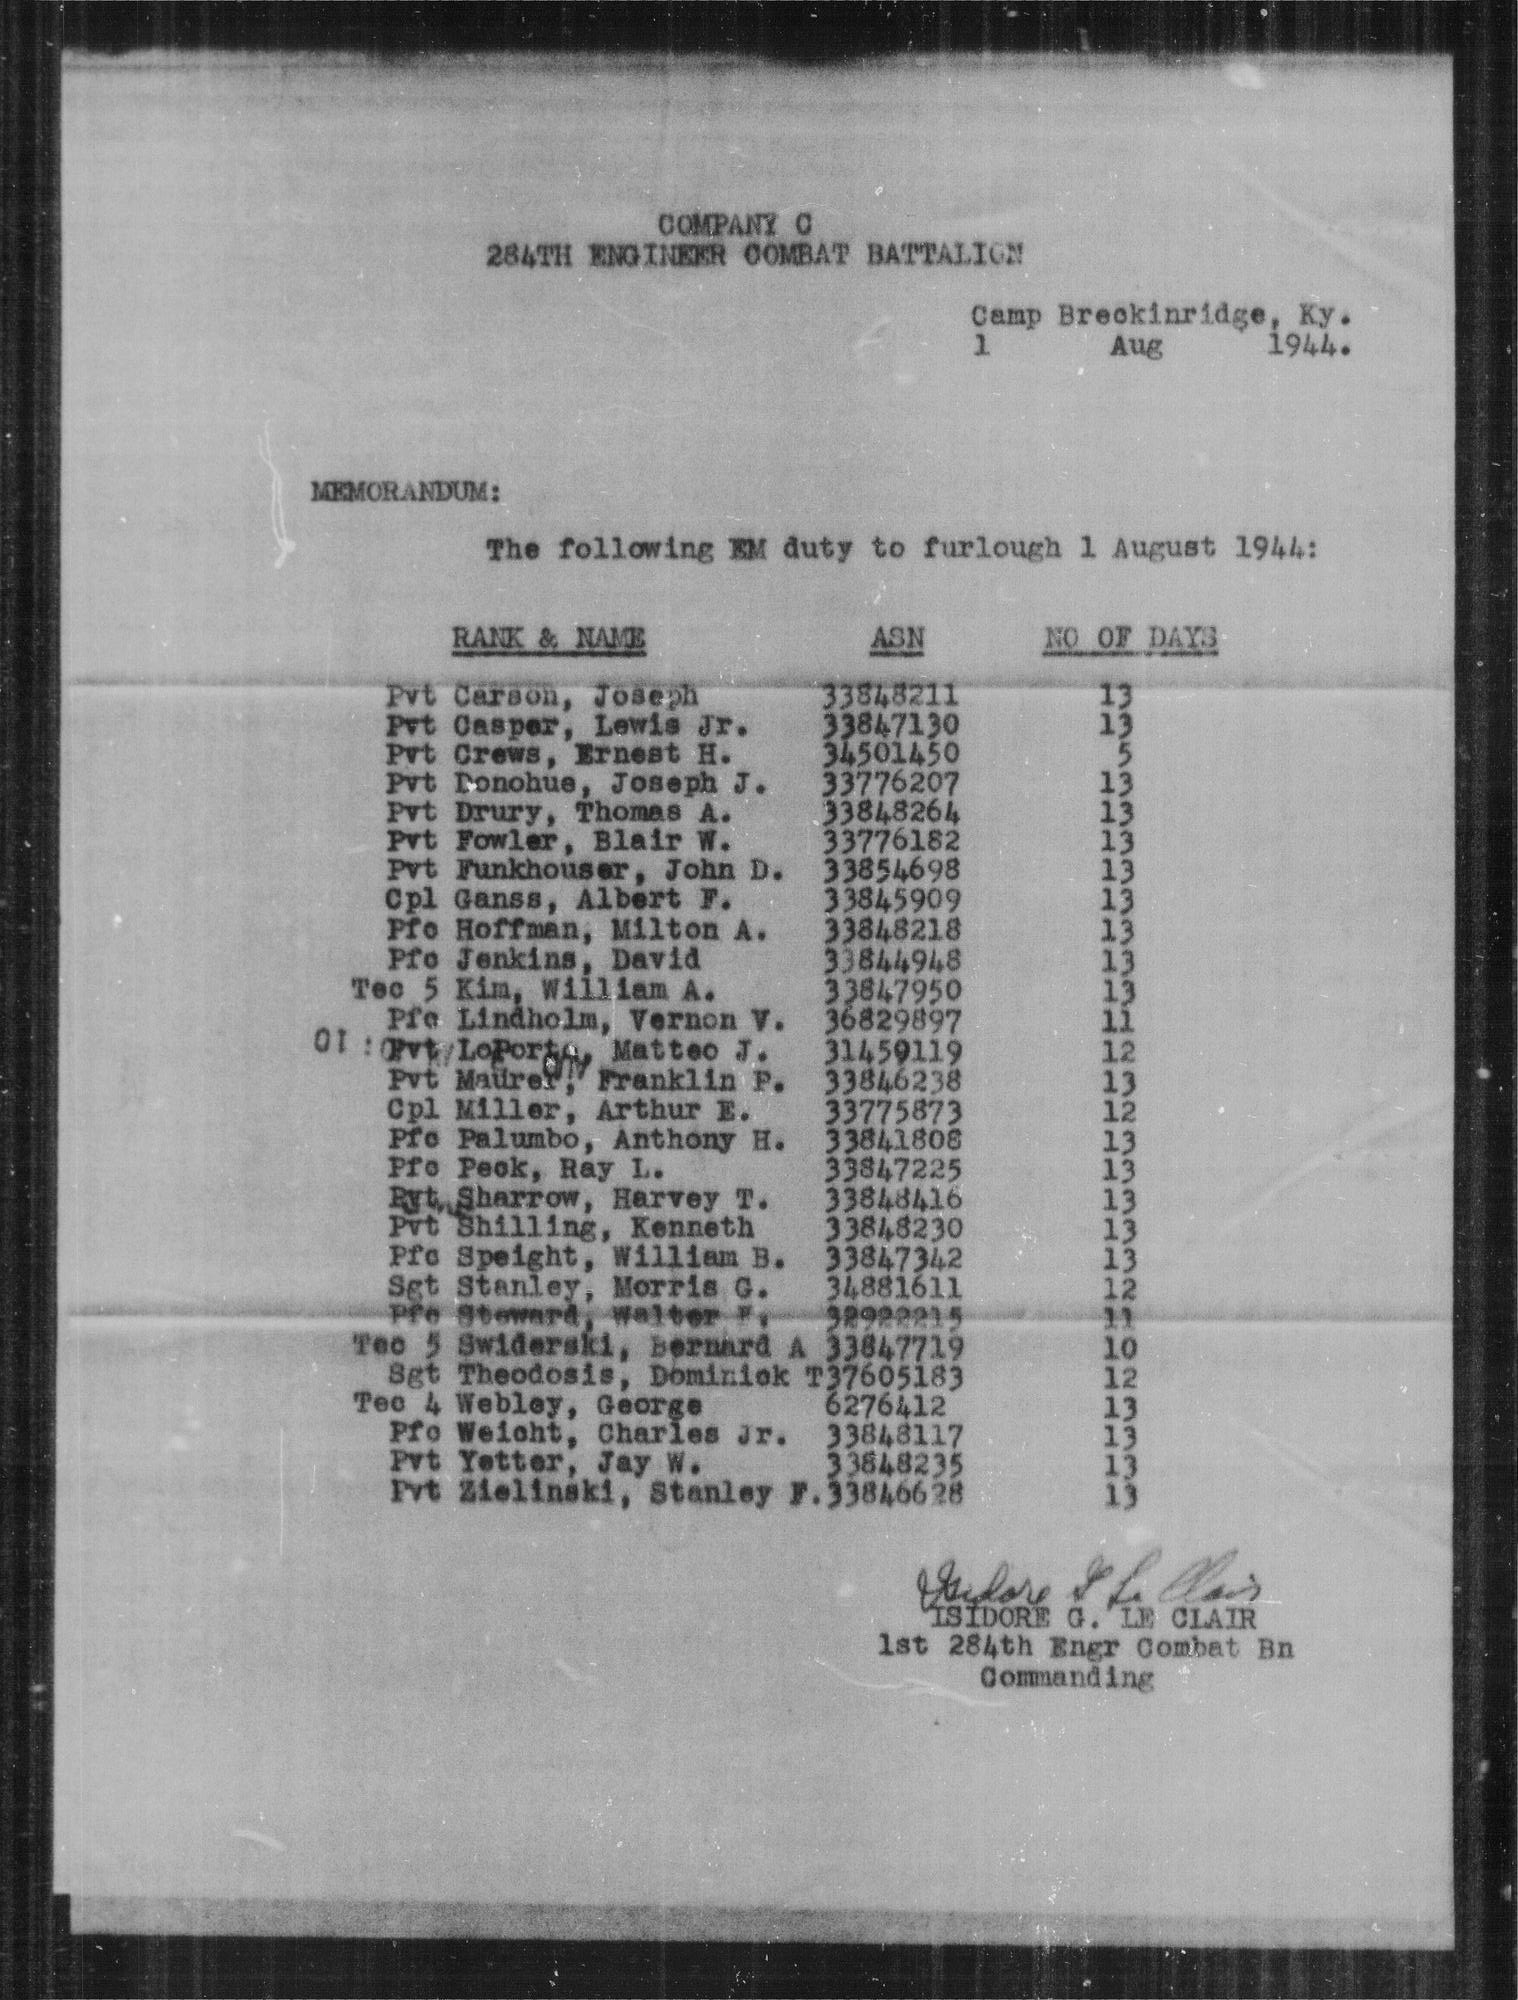 COMPANY C
284TH ENGINEER COMBAT BATTALION
Camp Breckinridge, Ky.
1 Aug 1944.
MEMORANDUM:
The following EM duty to furlough 1 August 1944:
RANK & NAME ASN NO OF DAYS
Pvt Carson, Joseph 33848211 13
Pvt Casper, Lewis Jr. 33847130 13
Pvt Crews, Ernest H. 34501450 5
Pvt Donohue, Joseph J. 33776207 13
Pvt Drury, Thomas A. 33848264 13
Pvt Fowler, Blair W. 33776182 13
Pvt Funkhouser, John D. 33854698 13
Cpl Ganss, Albert F. 33845909 13
Pfc Hoffman, Milton A. 33848218 13
Pfc Jenkins, David 33844948 13
Tec 5 Kim, William A. 33847950 13
Pfc Lindholm, Vernon V. 36829897 11
Pvt LoPorto, Matteo J. 31459119 12
Pvt Maurer, Franklin P. 33846238 13
Cpl Miller, Arthur E. 33775873 12
Pfc Palumbo, Anthony H. 33841808 13
Pfc Peck, Ray L. 33847225 13
Pvt Sharrow, Harvey T. 33848416 13
Pvt Shilling, Kenneth 33848230 13
Pfc Speight, William B. 33847342 13
Sgt Stanley, Morris G. 34881611 12
Pfc Steward, Walter F. 32922215 11
Tec 5 Swiderski, Bernard A 33847719 10
Sgt Theodosis, Dominick T37605183 12
Tec 4 Webley, George 6276412 13
Pfc Weicht, Charles Jr. 33848117 13
Pvt Yetter, Jay W. 33848235 13
Pvt Zielinski, Stanley F.33846628 13
Isidore G Le Clair
ISIDORE G. LE CLAIR
1st 284th Engr Combat Bn
Commanding